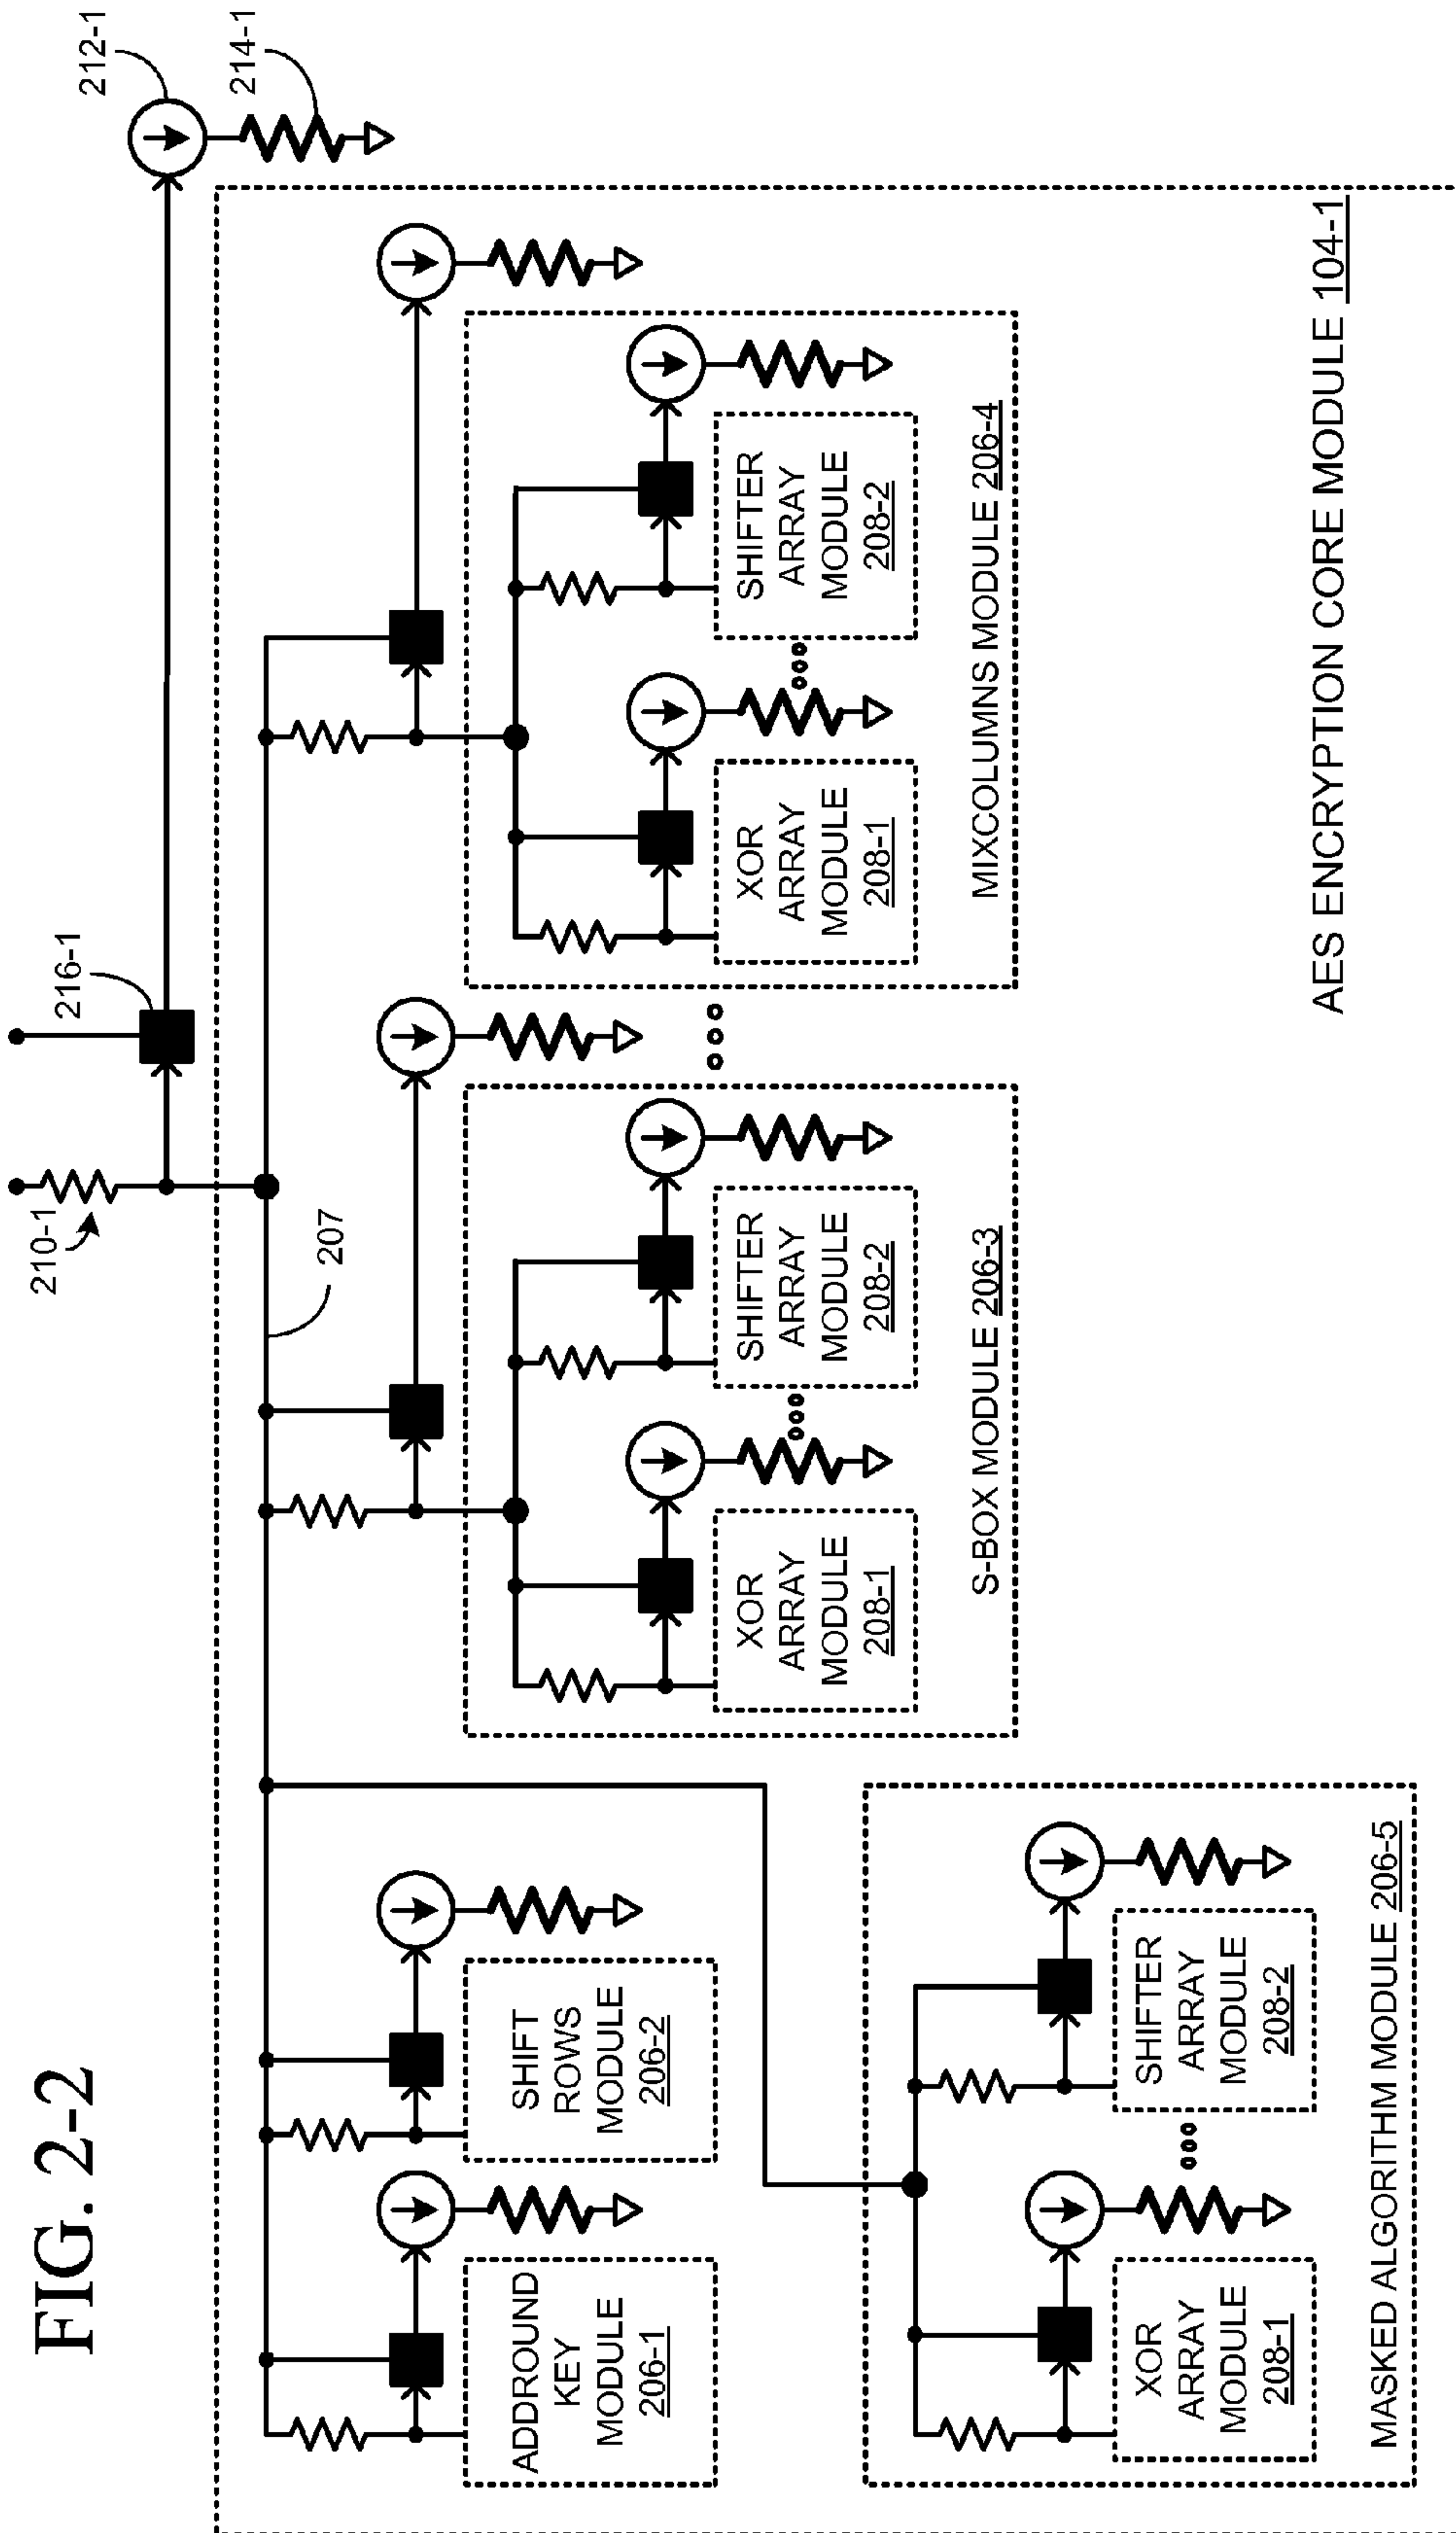 FIG. 2-2
210-1
216-1
212-1
214-1
207
ADDROUND
KEY
MODULE
206-1
SHIFT
ROWS
MODULE
206-2
XOR
ARRAY
MODULE
208-1
SHIFTER
ARRAY
MODULE
208-2
S-BOX MODULE 206-3
XOR
ARRAY
MODULE
208-1
SHIFTER
ARRAY
MODULE
208-2
MIXCOLUMNS MODULE 206-4
XOR
ARRAY
MODULE
208-1
SHIFTER
ARRAY
MODULE
208-2
MASKED ALGORITHM MODULE 206-5
AES ENCRYPTION CORE MODULE 104-1